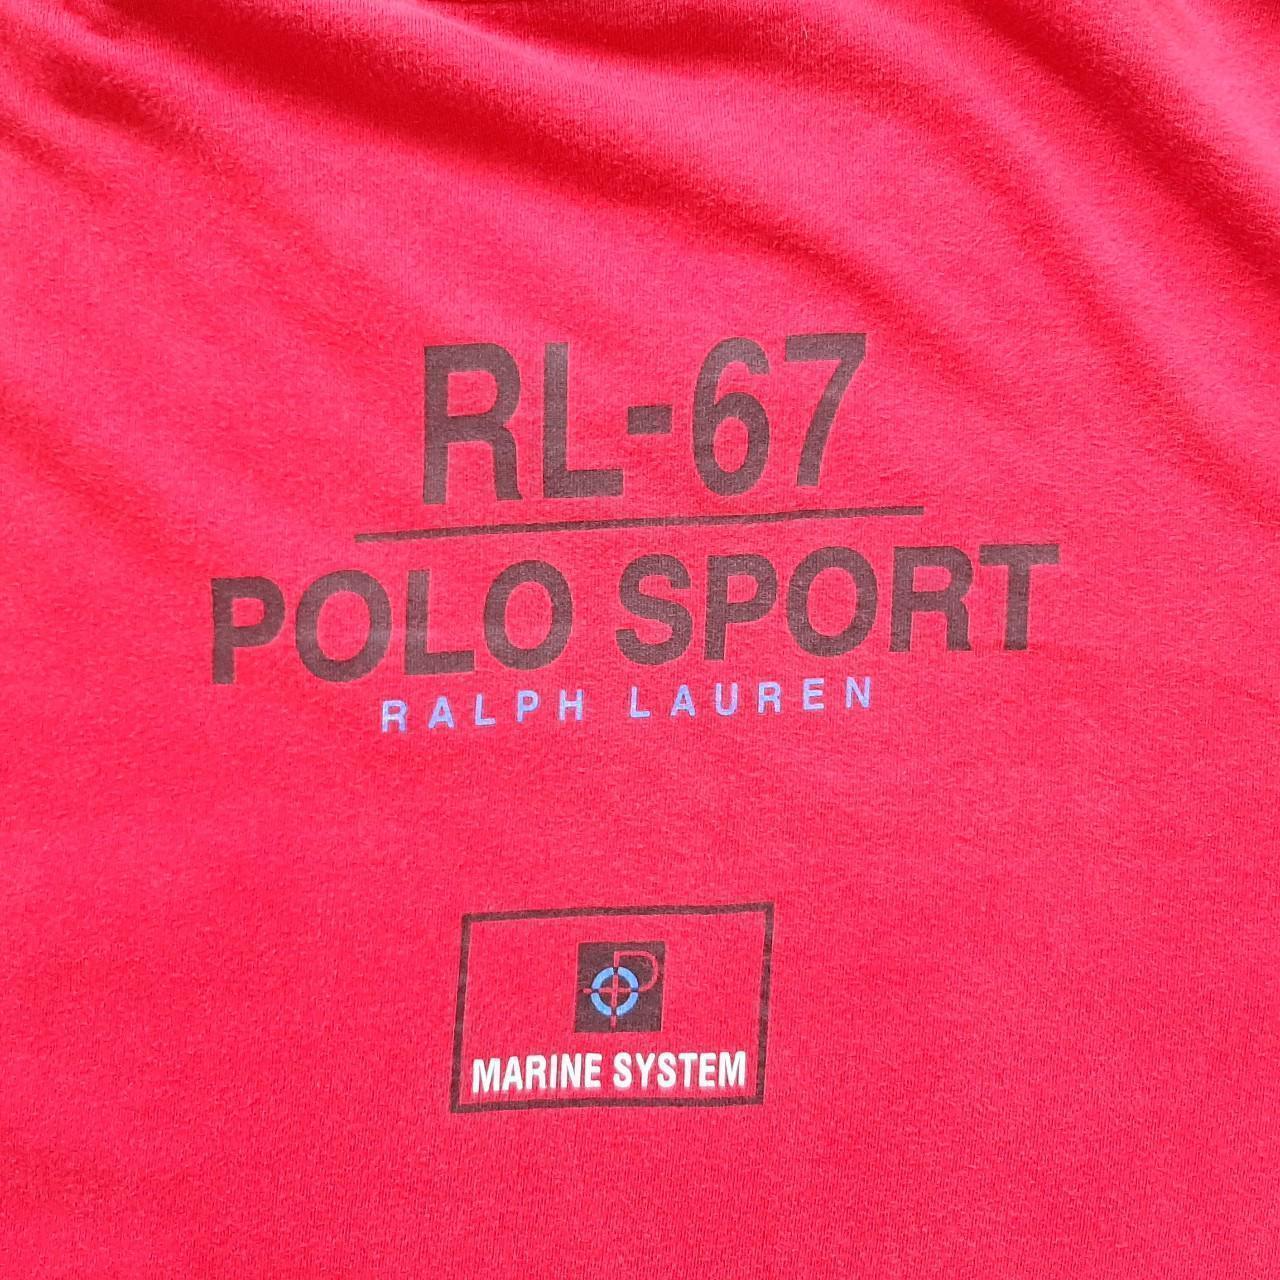 RL-67
POLO SPORT
RALPH LAUREN
P
MARINE SYSTEM